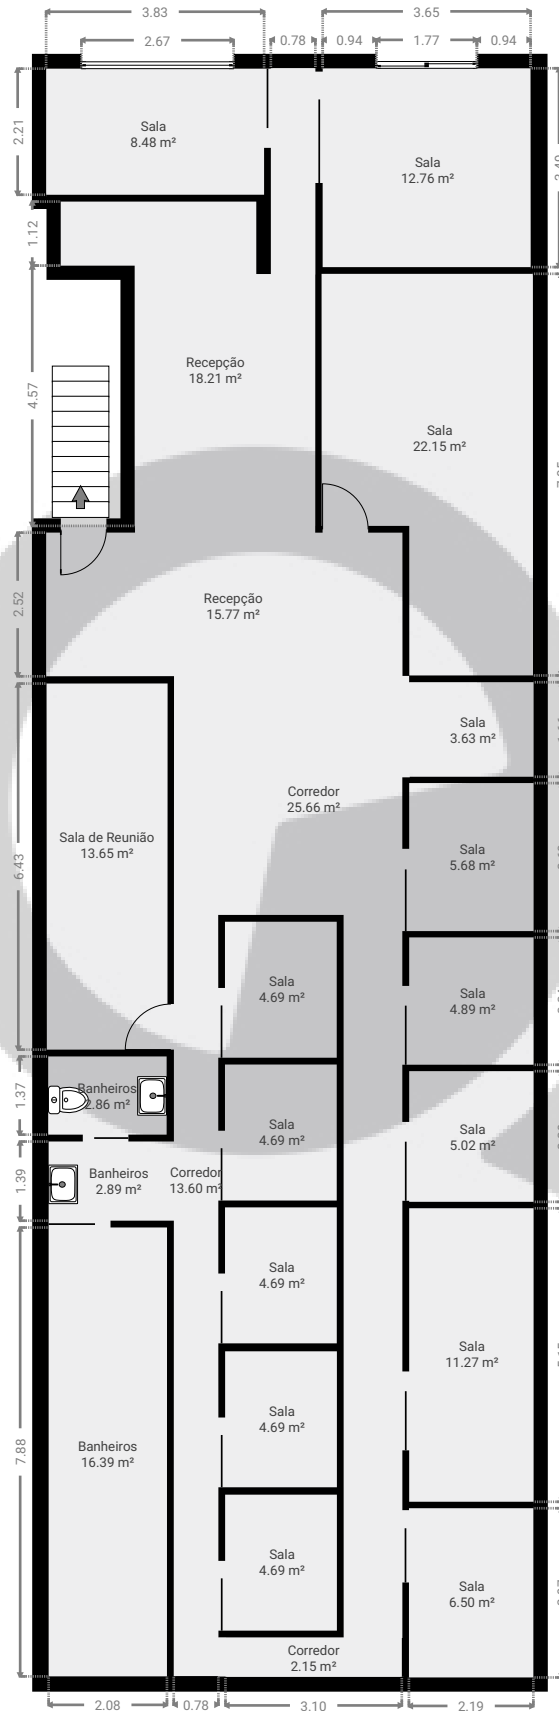 3.83
3.65
2.67
0.78
0.94
1.77
0.94
2.21
Sala
8.48 m²
Sala
12.76 m²
1.12
Recepção
18.21 m²
4.57
Sala
22.15 m²
Recepção
15.77 m²
2.52
Sala
3.63 m²
Corredor
25.66 m²
Sala de Reunião
13.65 m²
6.43
Sala
5.68 m²
Sala
4.69 m²
Sala
4.89 m²
Banheiros
2.86 m²
1.37
Sala
4.69 m²
Sala
5.02 m²
Banheiros
2.89 m²
1.39
Corredor
13.60 m²
Sala
4.69 m²
Sala
11.27 m²
Sala
4.69 m²
Banheiros
16.39 m²
7.88
Sala
4.69 m²
Sala
6.50 m²
Corredor
2.15 m²
2.08
0.78
3.10
2.19